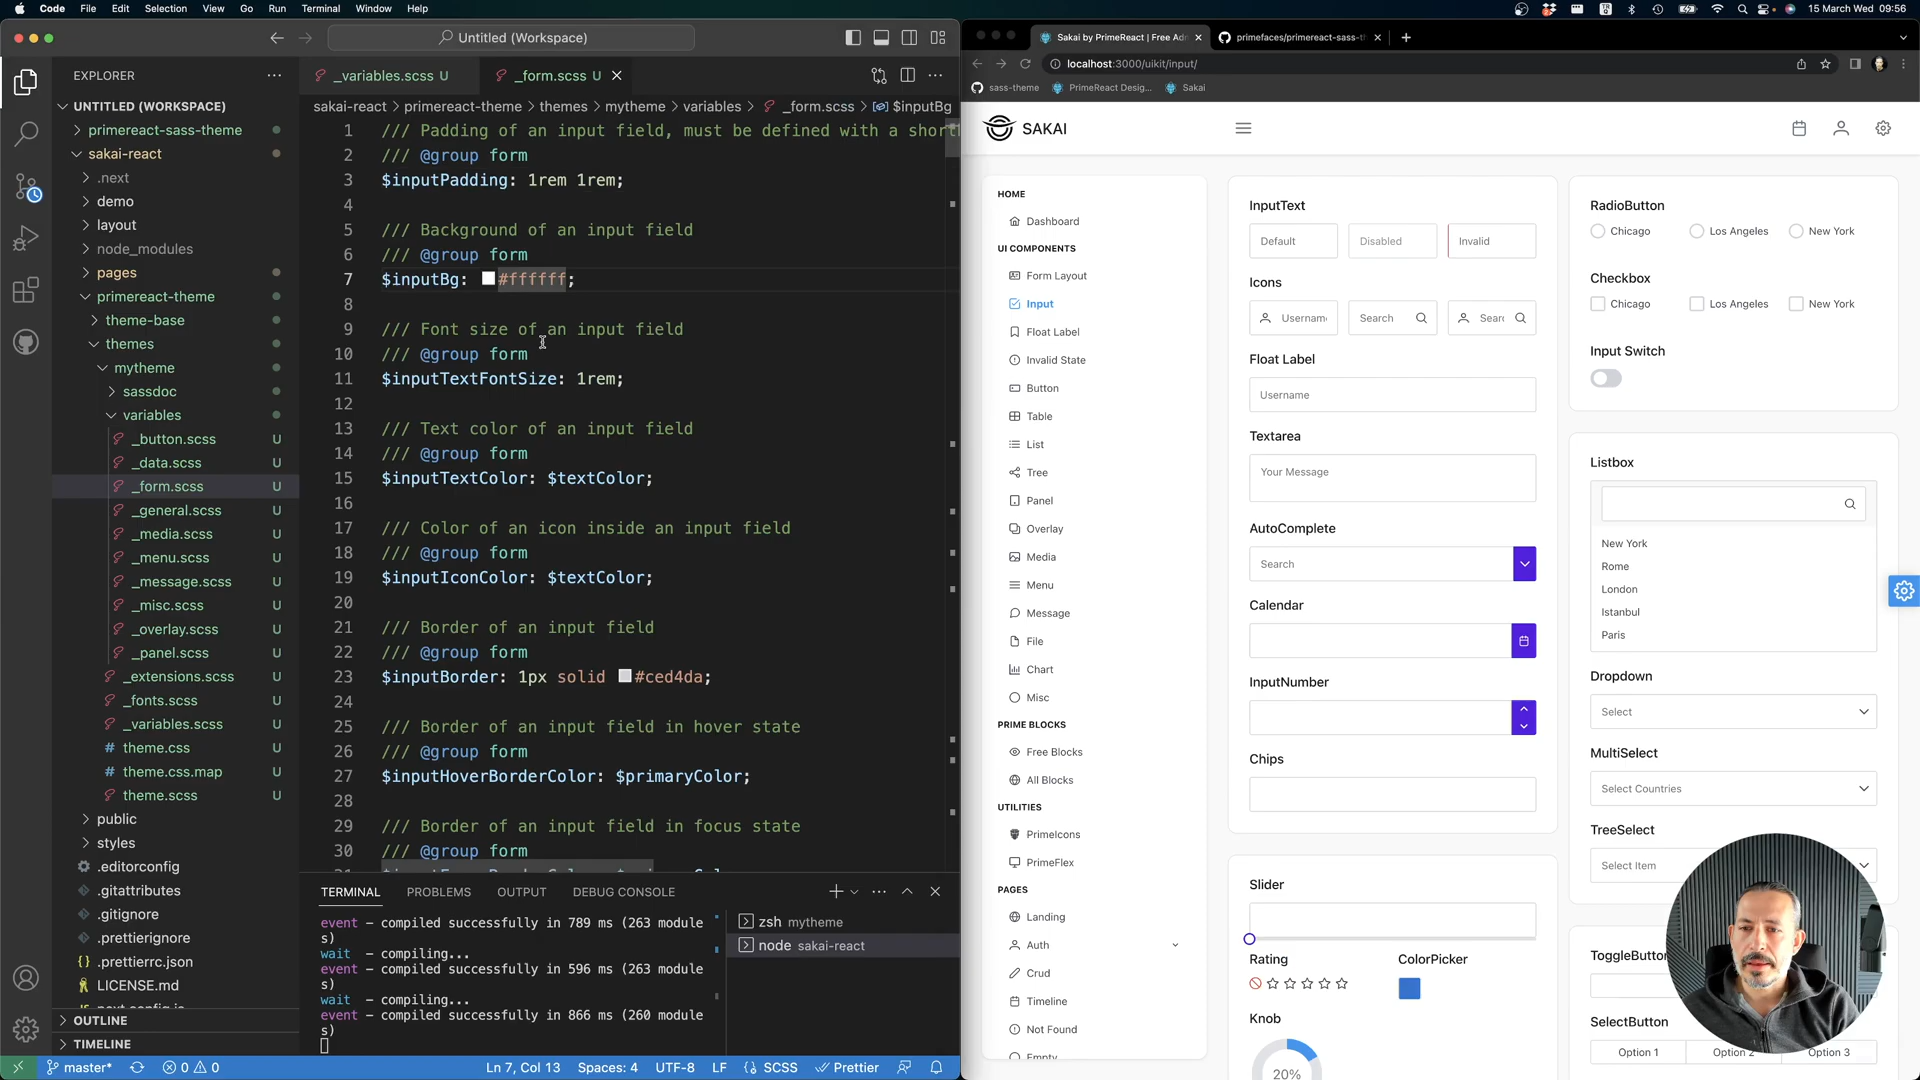 Code File Edit Selection View Go Run Terminal Window Help
15 March Wed 09:56
Untitled (Workspace)
EXPLORER
UNTITLED (WORKSPACE)
primereact-sass-theme
sakai-react
.next
demo
layout
node_modules
pages
primereact-theme
theme-base
themes
mytheme
sassdoc
variables
_button.scss U
_data.scss U
_form.scss U
_general.scss U
_media.scss U
_menu.scss U
_message.scss U
_misc.scss U
_overlay.scss U
_panel.scss U
_extensions.scss U
_fonts.scss U
_variables.scss U
# theme.css U
# theme.css.map U
theme.scss U
public
styles
.editorconfig
.gitattributes
.gitignore
.prettierignore
{} .prettierrc.json
LICENSE.md
OUTLINE
TIMELINE
_variables.scss U
_form.scss U
sakai-react > primereact-theme > themes > mytheme > variables > _form.scss > $inputBg
1 /// Padding of an input field, must be defined with a short
2 /// @group form
3 $inputPadding: 1rem 1rem;
4
5 /// Background of an input field
6 /// @group form
7 $inputBg: #ffffff;
8
9 /// Font size of an input field
10 /// @group form
11 $inputTextFontSize: 1rem;
12
13 /// Text color of an input field
14 /// @group form
15 $inputTextColor: $textColor;
16
17 /// Color of an icon inside an input field
18 /// @group form
19 $inputIconColor: $textColor;
20
21 /// Border of an input field
22 /// @group form
23 $inputBorder: 1px solid #ced4da;
24
25 /// Border of an input field in hover state
26 /// @group form
27 $inputHoverBorderColor: $primaryColor;
28
29 /// Border of an input field in focus state
30 /// @group form
TERMINAL PROBLEMS OUTPUT DEBUG CONSOLE
event - compiled successfully in 789 ms (263 module
s)
wait - compiling...
event - compiled successfully in 596 ms (263 module
s)
wait - compiling...
event - compiled successfully in 866 ms (260 module
s)
zsh mytheme
node sakai-react
master* 0 0 Ln 7, Col 13 Spaces: 4 UTF-8 LF SCSS Prettier
Sakai by PrimeReact | Free Adm
primefaces/primereact-sass-t
localhost:3000/uikit/input/
sass-theme
PrimeReact Desig...
Sakai
SAKAI
HOME
Dashboard
UI COMPONENTS
Form Layout
Input
Float Label
Invalid State
Button
Table
List
Tree
Panel
Overlay
Media
Menu
Message
File
Chart
Misc
PRIME BLOCKS
Free Blocks
All Blocks
UTILITIES
PrimeIcons
PrimeFlex
PAGES
Landing
Auth
Crud
Timeline
Not Found
Empty
InputText
Default
Disabled
Invalid
Icons
Username
Search
Search
Float Label
Username
Textarea
Your Message
AutoComplete
Search
Calendar
InputNumber
Chips
Slider
Rating
ColorPicker
Knob
20%
RadioButton
Chicago
Los Angeles
New York
Checkbox
Chicago
Los Angeles
New York
Input Switch
Listbox
New York
Rome
London
Istanbul
Paris
Dropdown
Select
MultiSelect
Select Countries
TreeSelect
Select Item
ToggleButton
SelectButton
Option 1
Option 2
Option 3